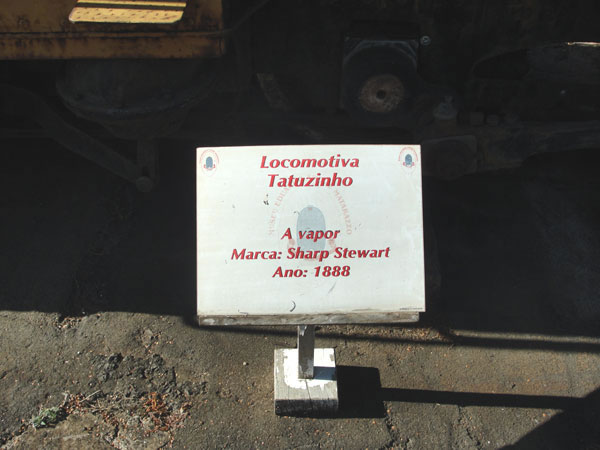 Locomotiva
Tatuzinho
A vapor
Marca: Sharp Stewart
Ano: 1888